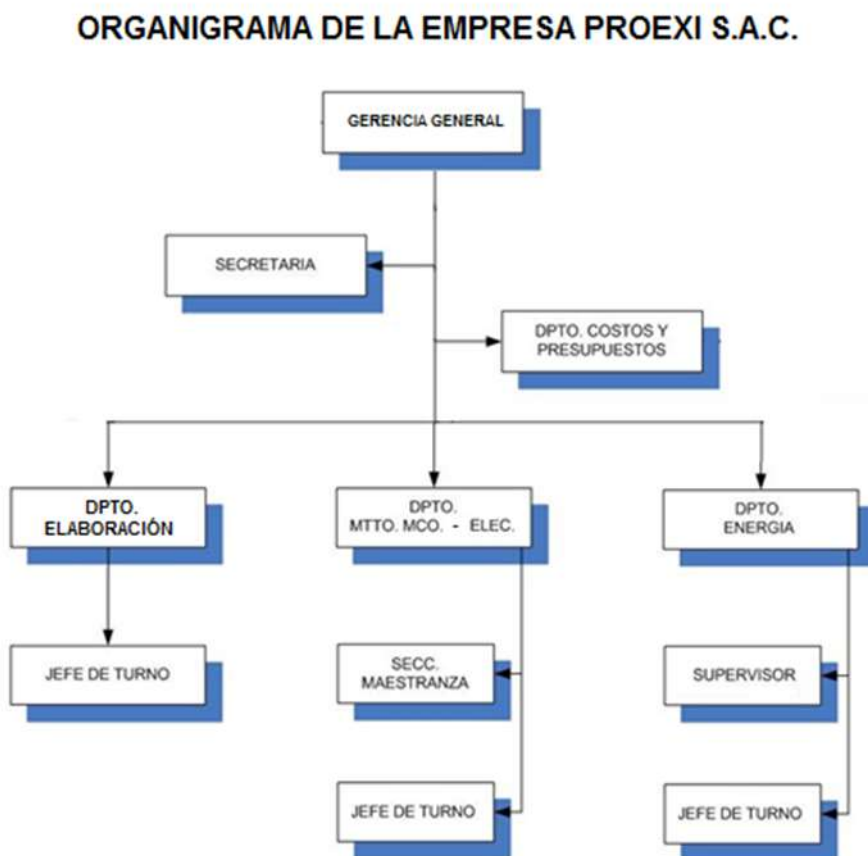 ORGANIGRAMA DE LA EMPRESA PROEXI S.A.C.
GERENCIA GENERAL
SECRETARIA
DPTO. COSTOS Y
PRESUPUESTOS
DPTO.
ELABORACIÓN
DPTO.
MTTO. MCO. - ELEC.
DPTO.
ENERGIA
JEFE DE TURNO
SECC.
MAESTRANZA
SUPERVISOR
JEFE DE TURNO
JEFE DE TURNO